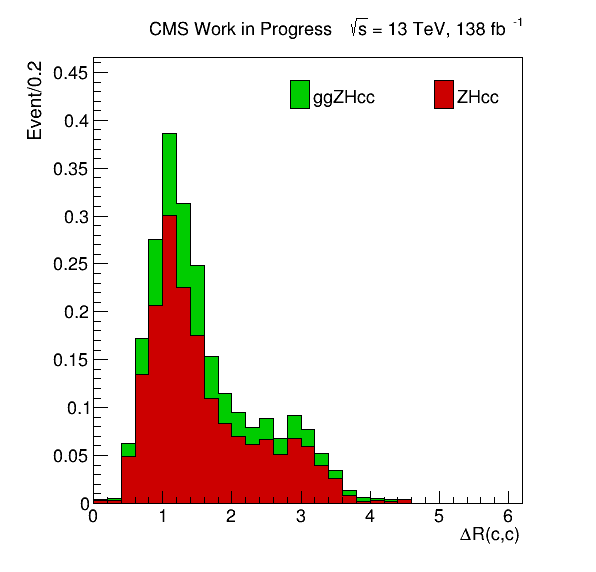 CMS Work in Progress √s = 13 TeV, 138 fb -1
Event/0.2
ggZHcc ZHcc
0.45
0.4
0.35
0.3
0.25
0.2
0.15
0.1
0.05
0
0 1 2 3 4 5 6
ΔR(c,c)